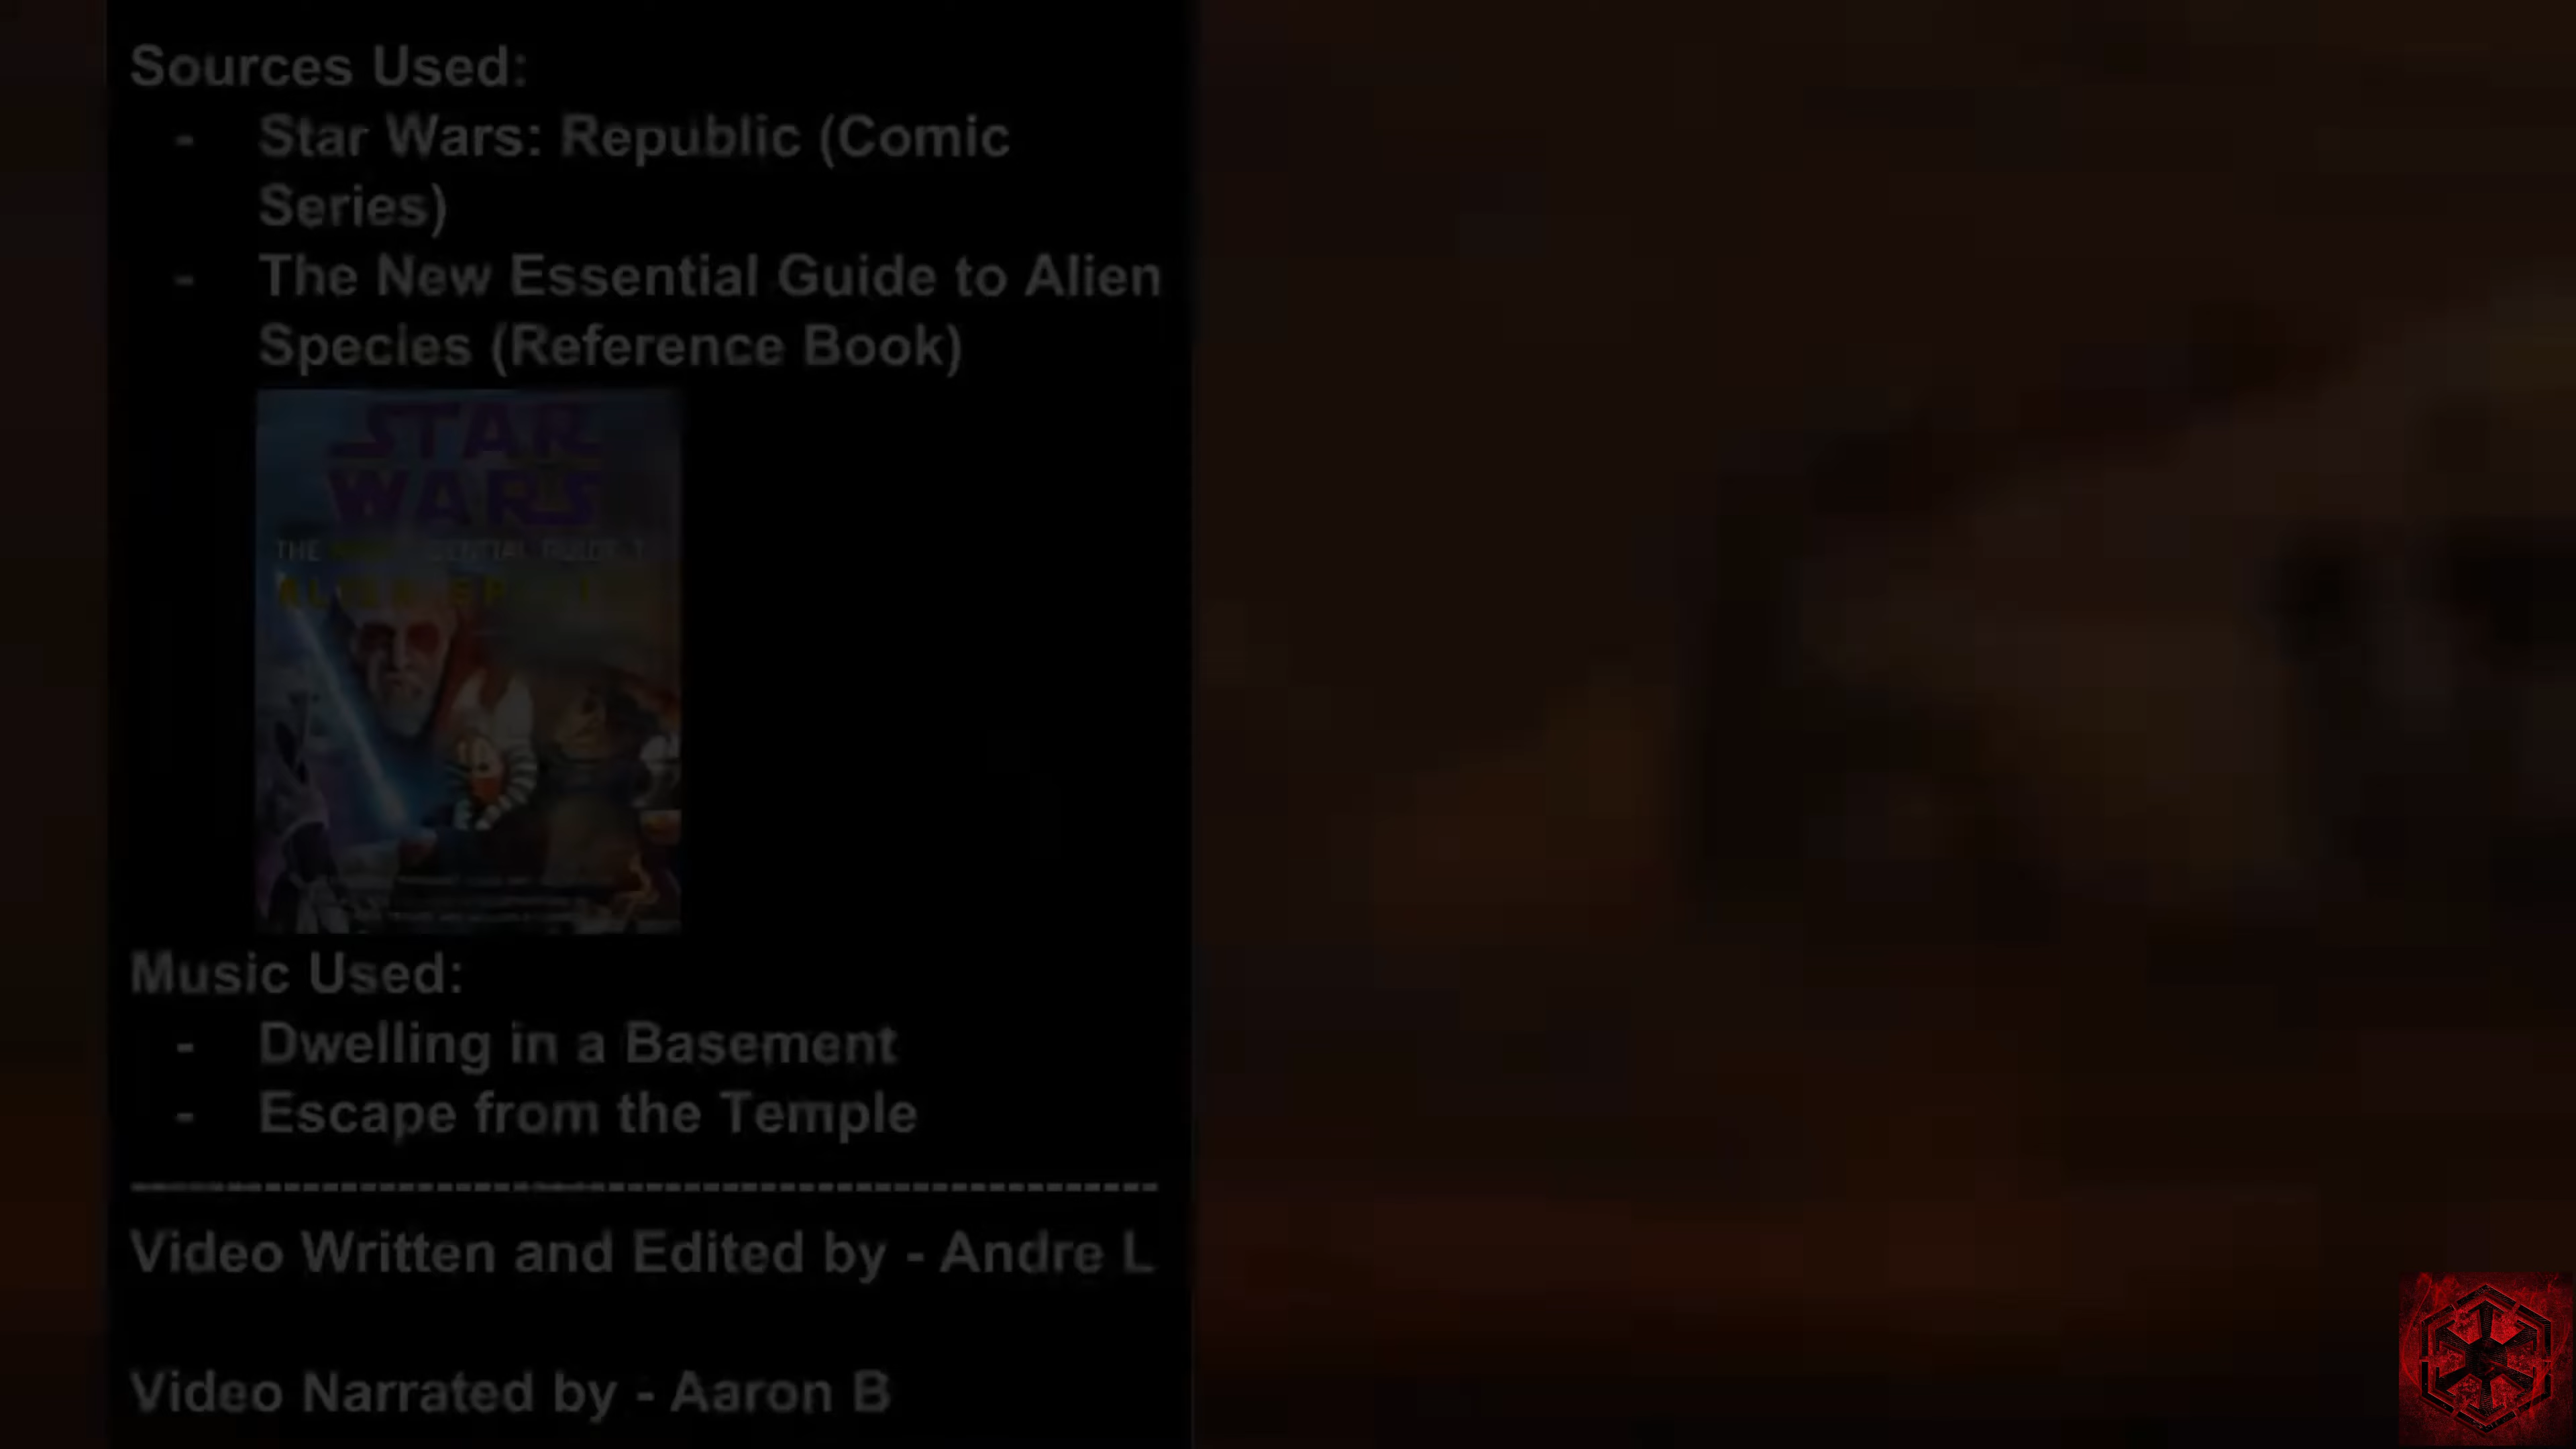 Sources Used:
- Star Wars: Republic (Comic
Series)
- The New Essential Guide to Alien
Species (Reference Book)
STAR
WARS
THE
Music Used:
- Dwelling in a Basement
- Escape from the Temple
------------------------------------------------------
Video Written and Edited by - Andre L
Video Narrated by - Aaron B